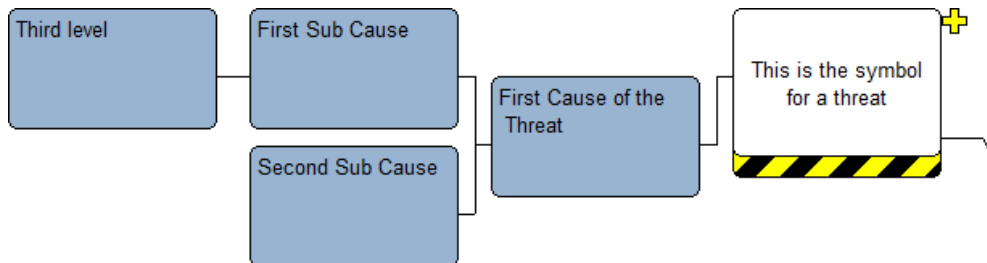 Third level
First Sub Cause
Second Sub Cause
First Cause of the
Threat
This is the symbol
for a threat